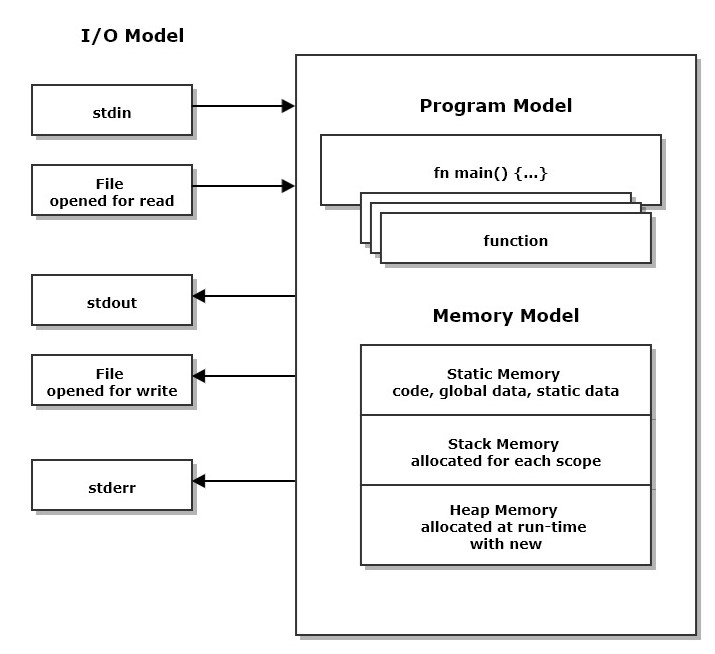 I/O Model
stdin
File
opened for read
stdout
File
opened for write
stderr
Program Model
fn main() {...}
function
Memory Model
Static Memory
code, global data, static data
Stack Memory
allocated for each scope
Heap Memory
allocated at run-time
with new